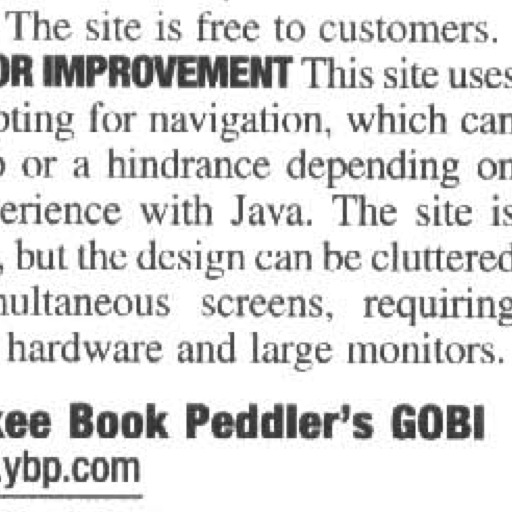 The site is free to customers.
OR IMPROVEMENT This site uses
pting for navigation, which can
or a hindrance depending on
erience with Java. The site is
, but the design can be cluttered
multaneous screens, requiring
hardware and large monitors.
kee Book Peddler's GOBI
.ybp.com